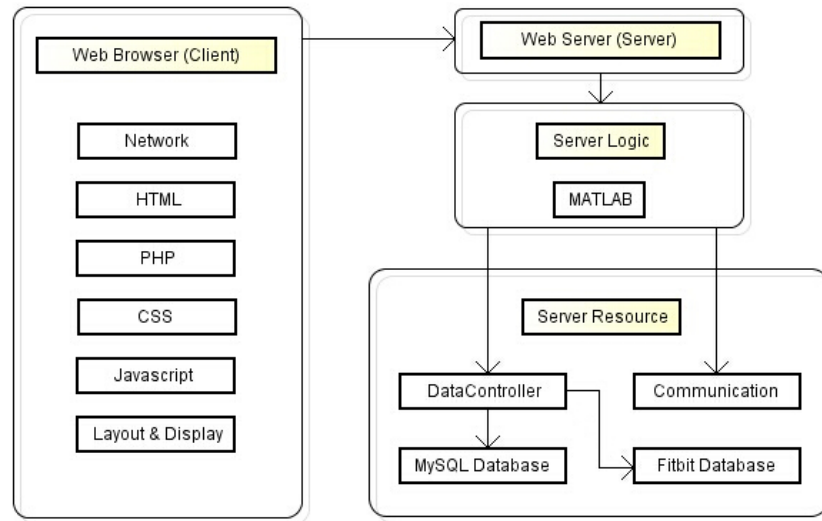 Web Browser (Client)
Network
HTML
PHP
CSS
Javascript
Layout & Display
Web Server (Server)
Server Logic
MATLAB
Server Resource
DataController
Communication
MySQL Database
Fitbit Database